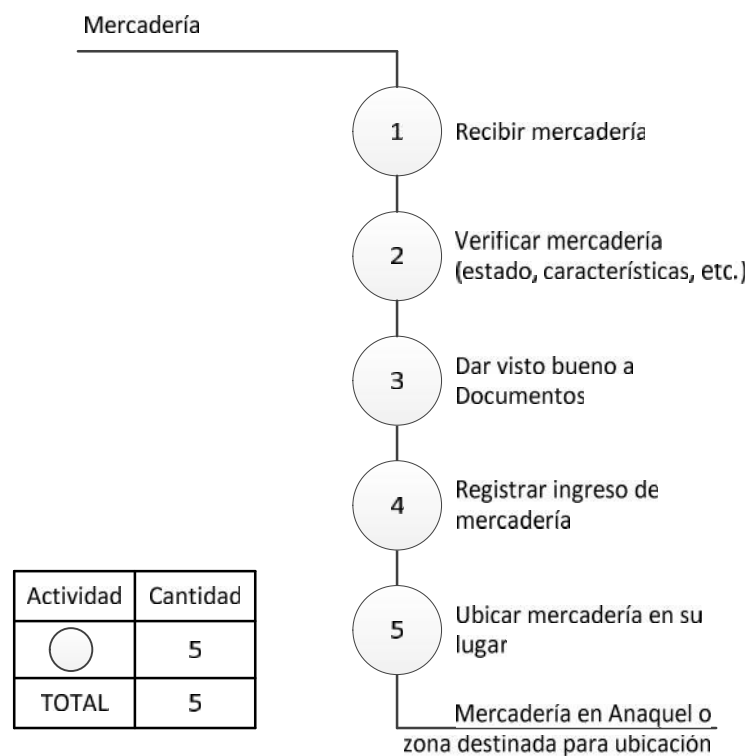 Mercadería
1
Recibir mercadería
2
Verificar mercadería
(estado, características, etc.)
3
Dar visto bueno a
Documentos
4
Registrar ingreso de
mercadería
5
Ubicar mercadería en su
lugar
Mercadería en Anaquel o
zona destinada para ubicación
Actividad Cantidad
5
TOTAL 5